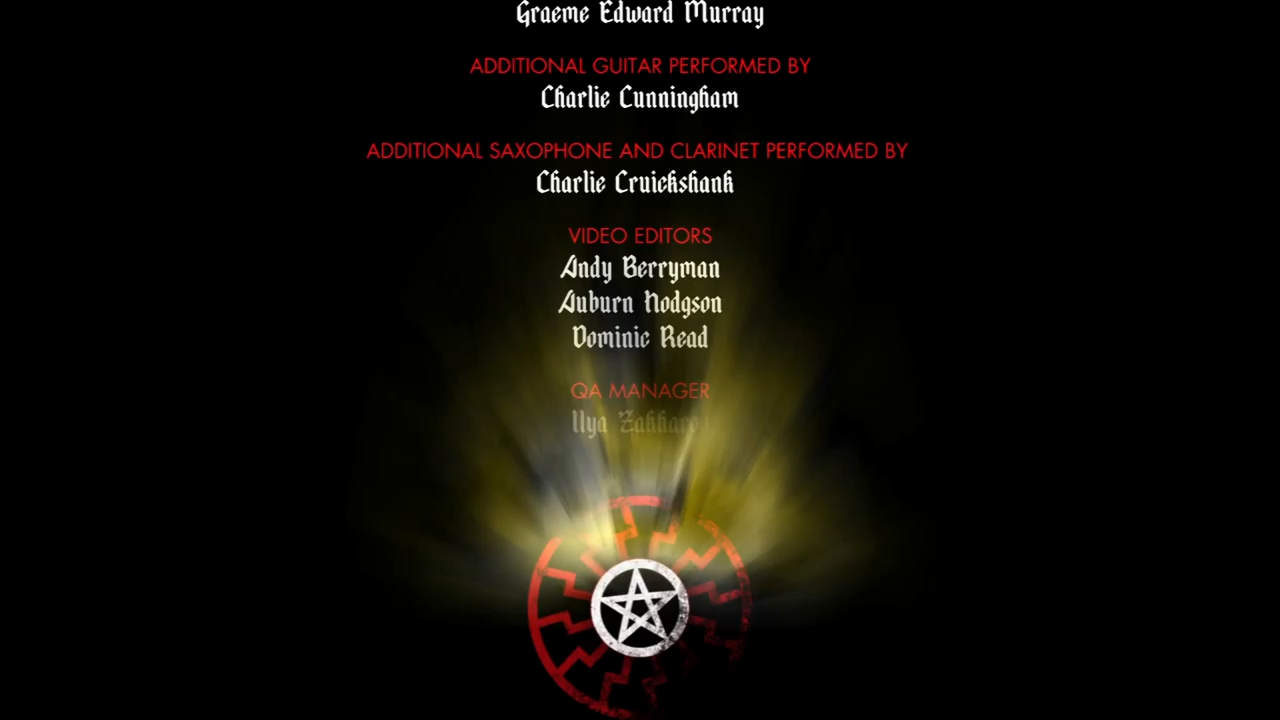 Graeme Edward Murray
ADDITIONAL GUITAR PERFORMED BY
Charlie Cunningham
ADDITIONAL SAXOPHONE AND CLARINET PERFORMED BY
Charlie Cruickshank
VIDEO EDITORS
Andy Berryman
Auburn Hodgson
Dominic Read
QA MANAGER
Ilya